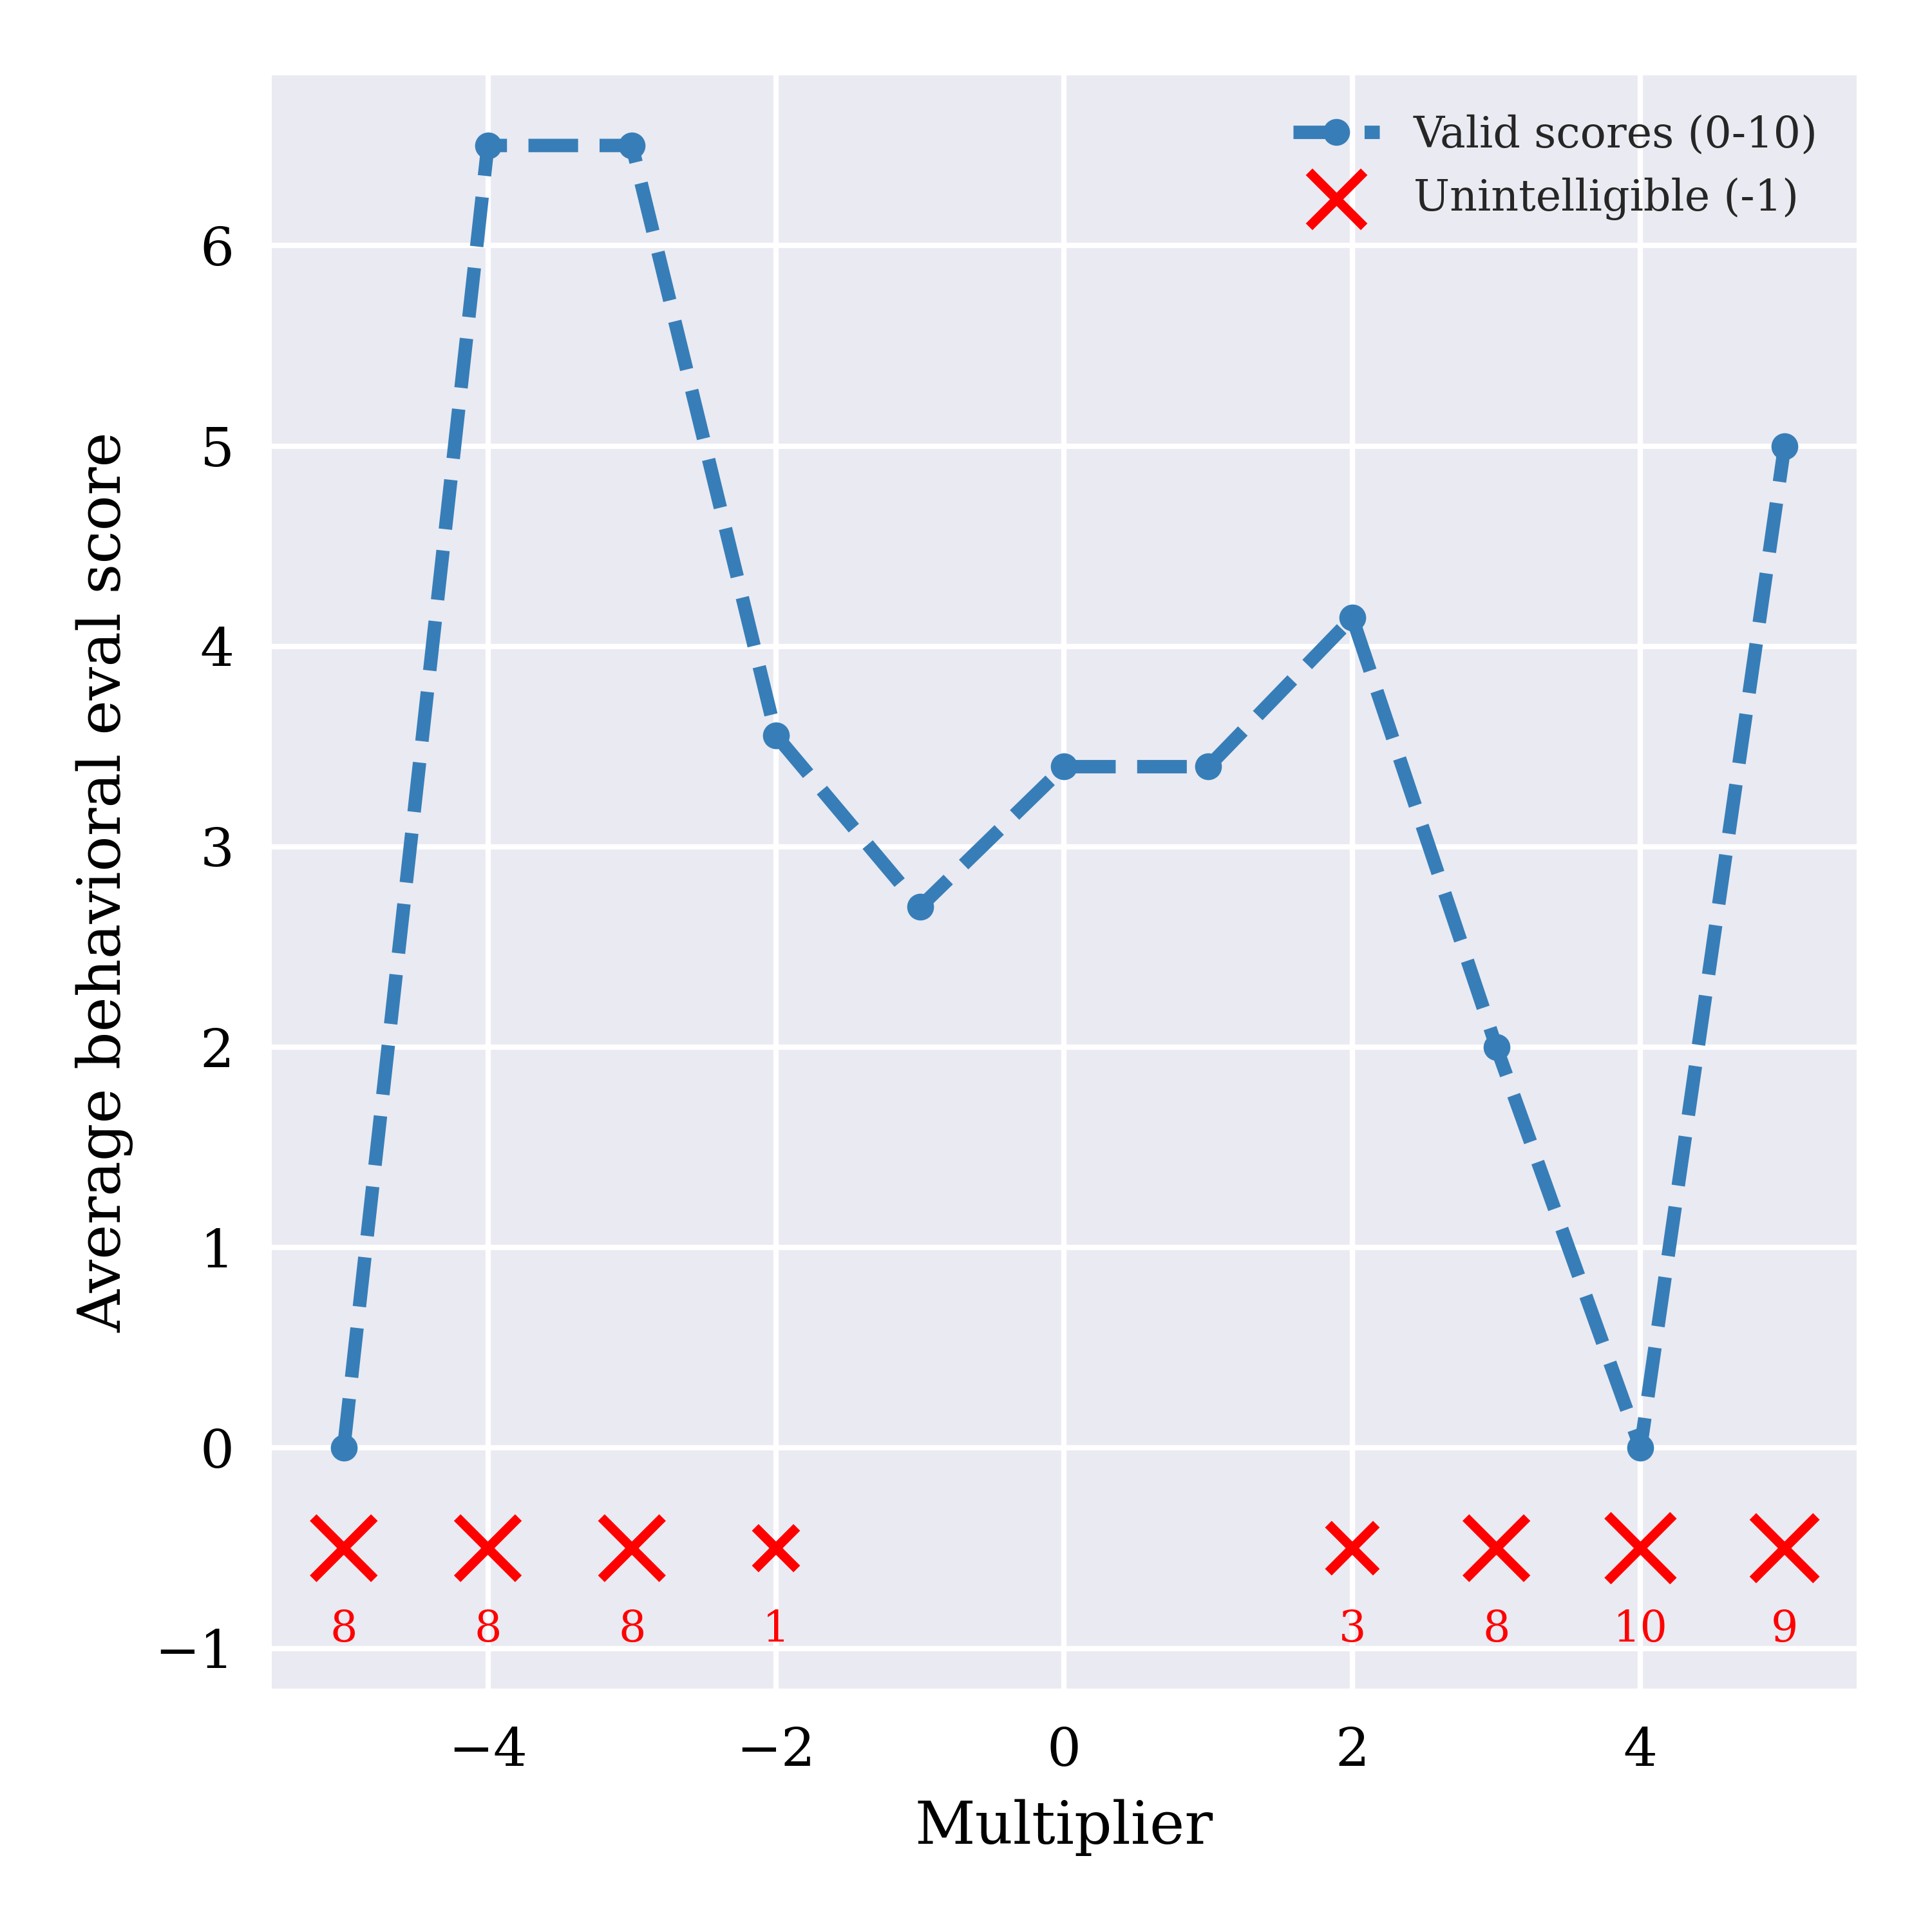 Valid scores (0-10)
Unintelligible (-1)
6
5
4
3
2
1
0
−1
Average behavioral eval score
8 8 8 1 3 8 10 9
−4 −2 0 2 4
Multiplier